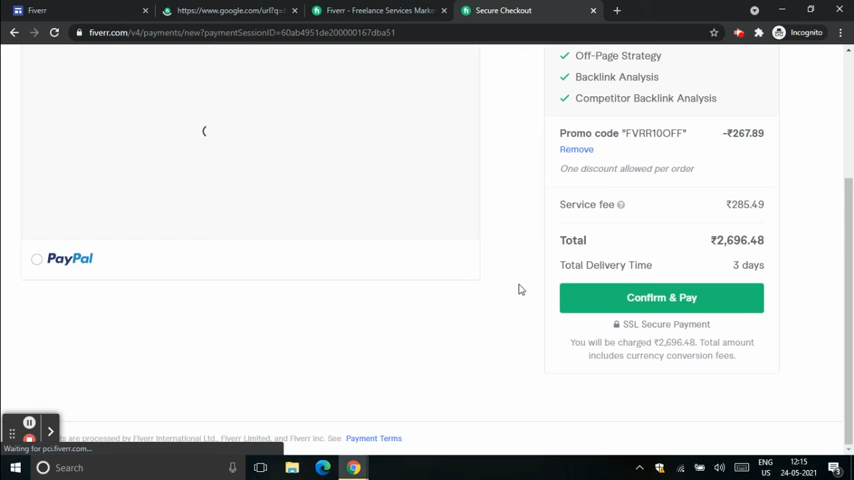 Fiverr
https://www.google.com/url?q=
Fiverr - Freelance Services Marke
Secure Checkout
fiverr.com/v4/payments/new?paymentSessionID=60ab4951de200000167dba51
Incognito
Off-Page Strategy
Backlink Analysis
Competitor Backlink Analysis
Promo code "FVRR10OFF" -₹267.89
Remove
One discount allowed per order
Service fee ₹285.49
Total ₹2,696.48
Total Delivery Time 3 days
PayPal
Confirm & Pay
SSL Secure Payment
You will be charged ₹2,696.48. Total amount
includes currency conversion fees.
are processed by Fiverr International Ltd., Fiverr Limited, and Fiverr Inc. See Payment Terms
Waiting for pci.fiverr.com...
Search
ENG
US
12:15
24-05-2021
3